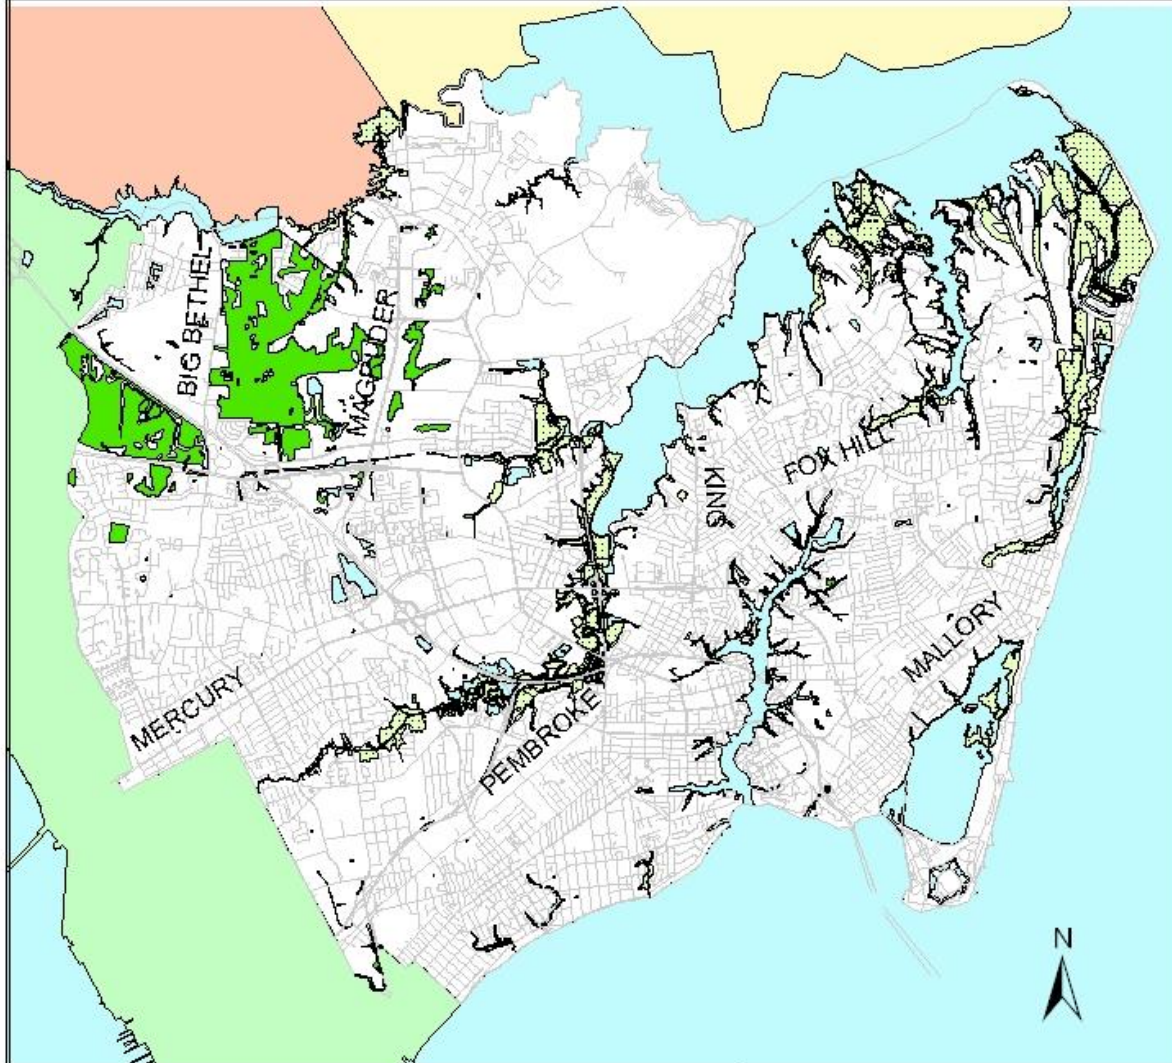 BIG BETHEL
MAGRUDER
FOX HILL
KING
MALLORY
MERCURY
PEMBROKE
N